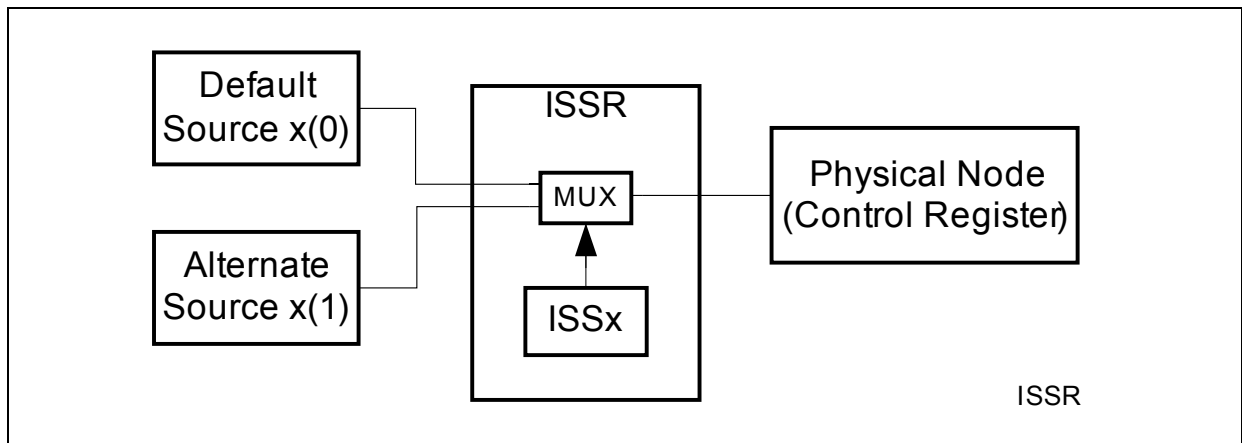 Default
Source x(0)
Alternate
Source x(1)
ISSR
MUX
ISSx
Physical Node
(Control Register)
ISSR